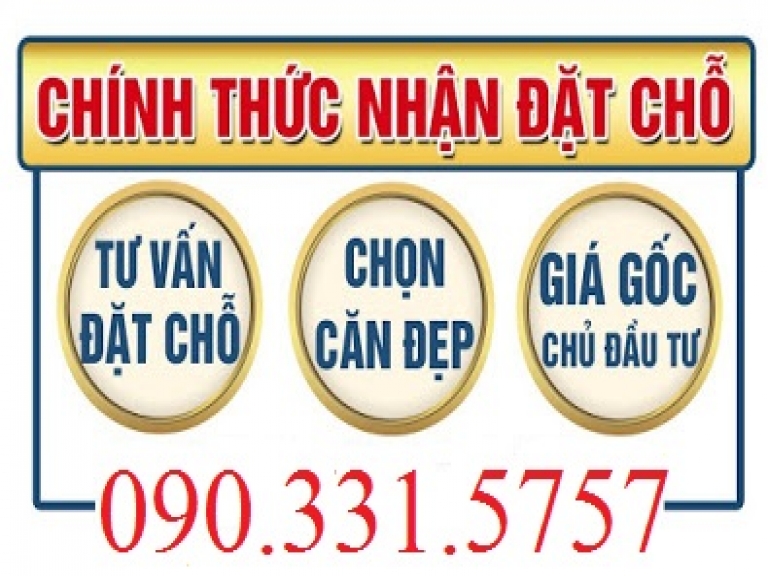 CHÍNH THỨC NHẬN ĐẶT CHỖ
TƯ VẤN
ĐẶT CHỖ
CHỌN
CĂN ĐẸP
GIÁ GỐC
CHỦ ĐẦU TƯ
090.331.5757